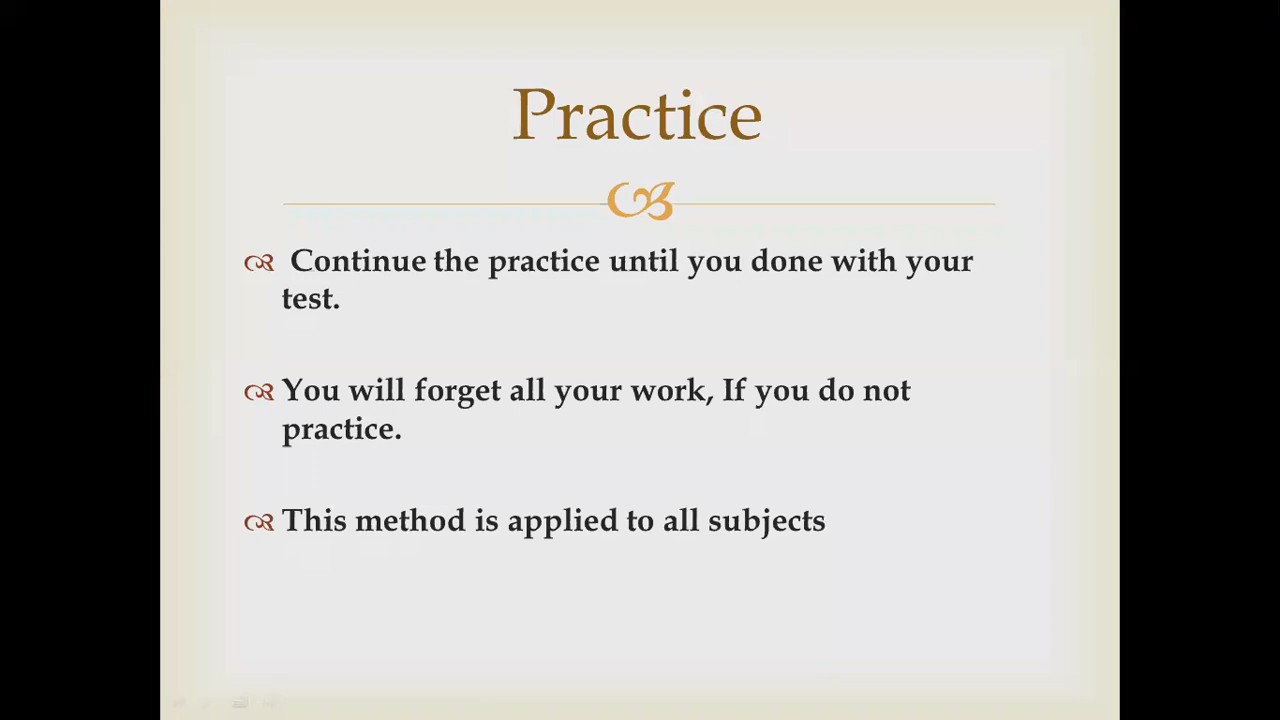 Practice
Continue the practice until you done with your
test.
You will forget all your work, If you do not
practice.
This method is applied to all subjects